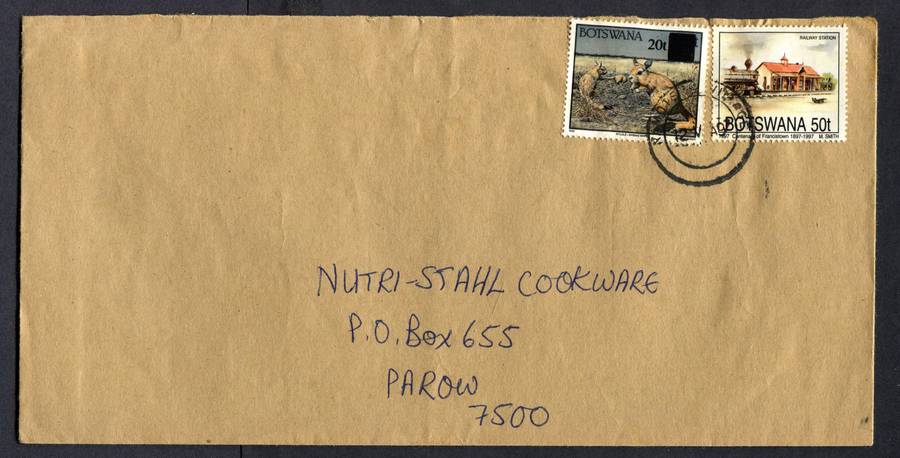 BOTSWANA
20t
RAILWAY STATION
BOTSWANA 50t
1997 Centenary of Francistown 1897-1997 M. SMITH
NUTRI-STAHL COOKWARE
P.O. Box 655
PAROW
7500